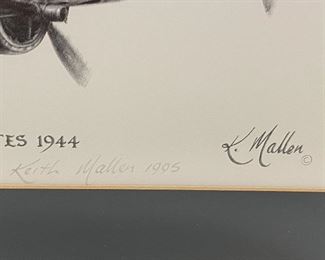 TES 1944
K. Mallen ©
Keith Mallen 1995